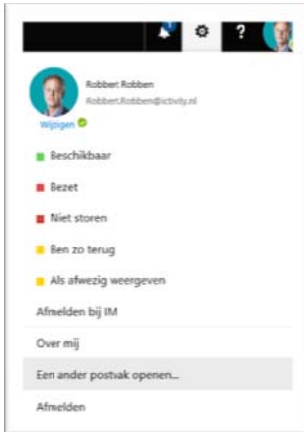 ?
Robbert Robben
Robbert.Robben@ictivity.nl
Wijzigen
Beschikbaar
Bezet
Niet storen
Ben zo terug
Als afwezig weergeven
Afmelden bij IM
Over mij
Een ander postvak openen...
Afmelden